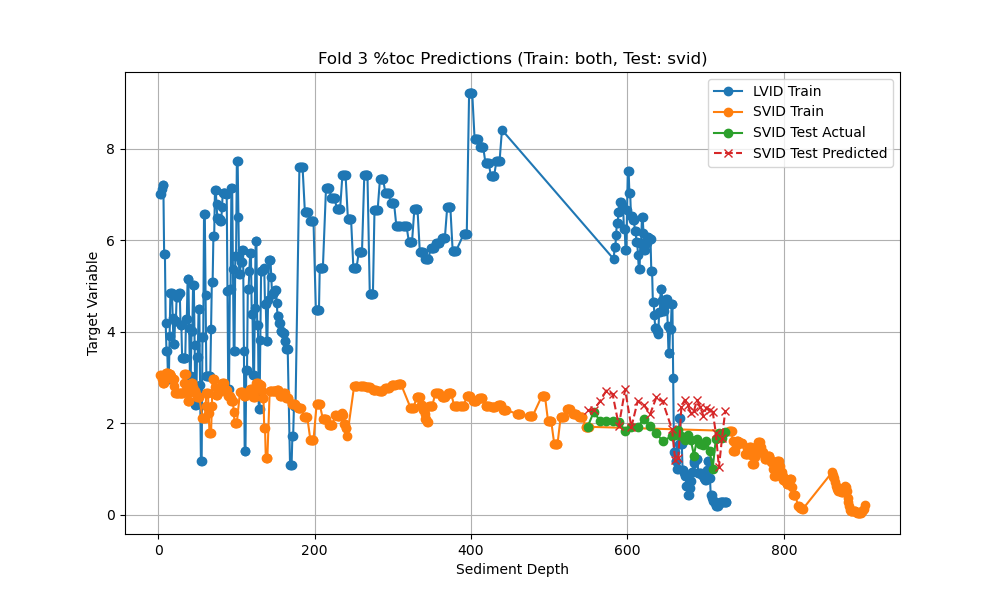 Fold 3 %toc Predictions (Train: both, Test: svid)
LVID Train
SVID Train
SVID Test Actual
SVID Test Predicted
Target Variable
8
6
4
2
0
0 200 400 600 800
Sediment Depth